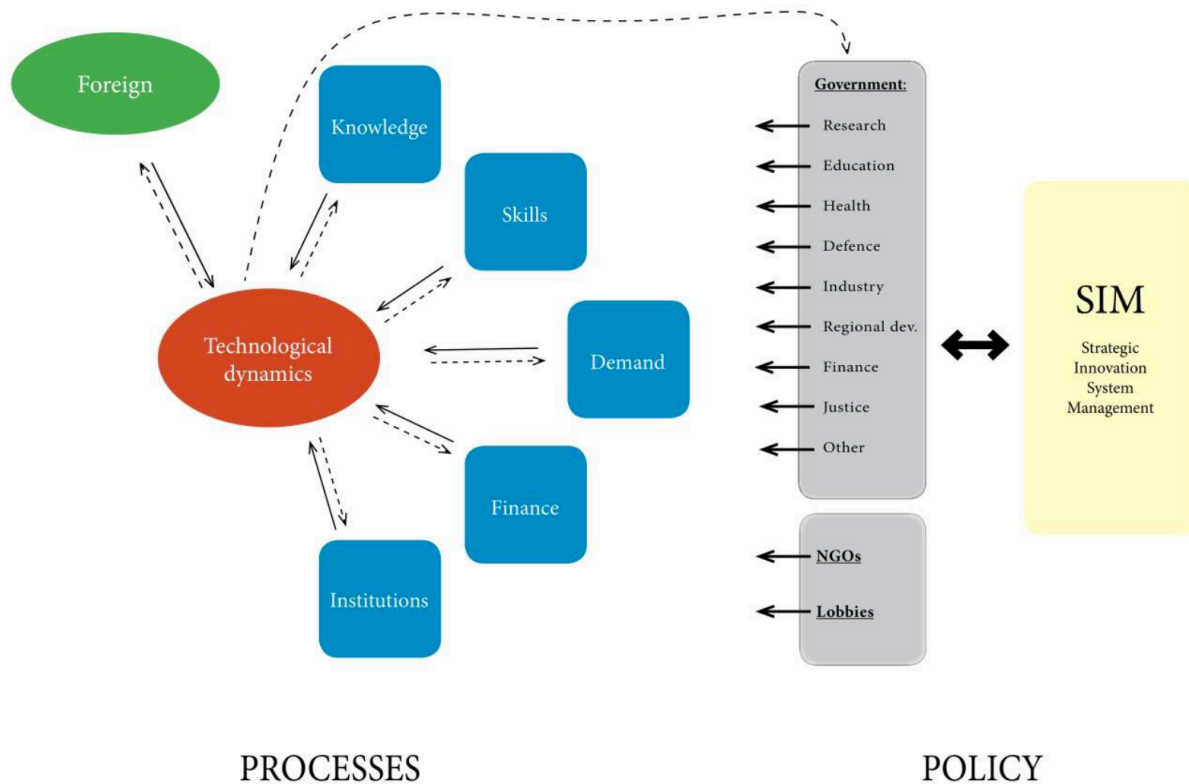 Foreign
Knowledge
Skills
Technological
dynamics
Demand
Finance
Institutions
Government:
Research
Education
Health
Defence
Industry
Regional dev.
Finance
Justice
Other
NGOs
Lobbies
SIM
Strategic
Innovation
System
Management
PROCESSES
POLICY